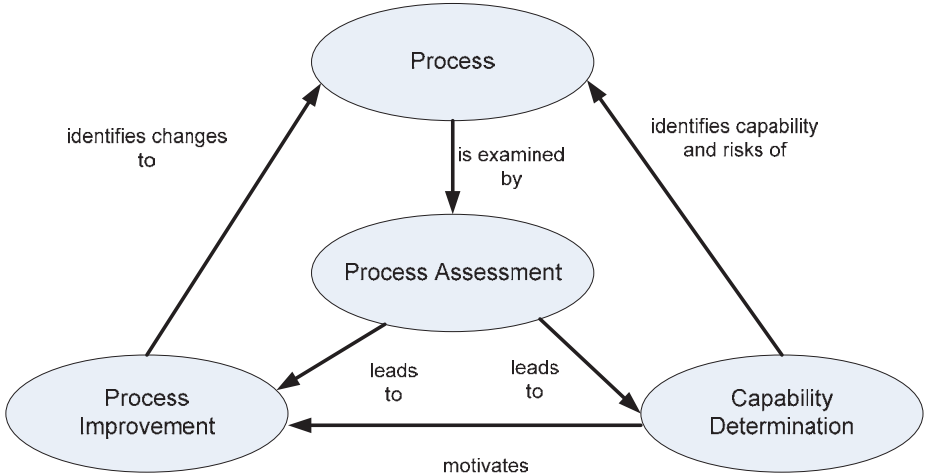 Process
identifies changes
to
identifies capability
and risks of
is examined
by
Process Assessment
leads
to
leads
to
Process
Improvement
Capability
Determination
motivates